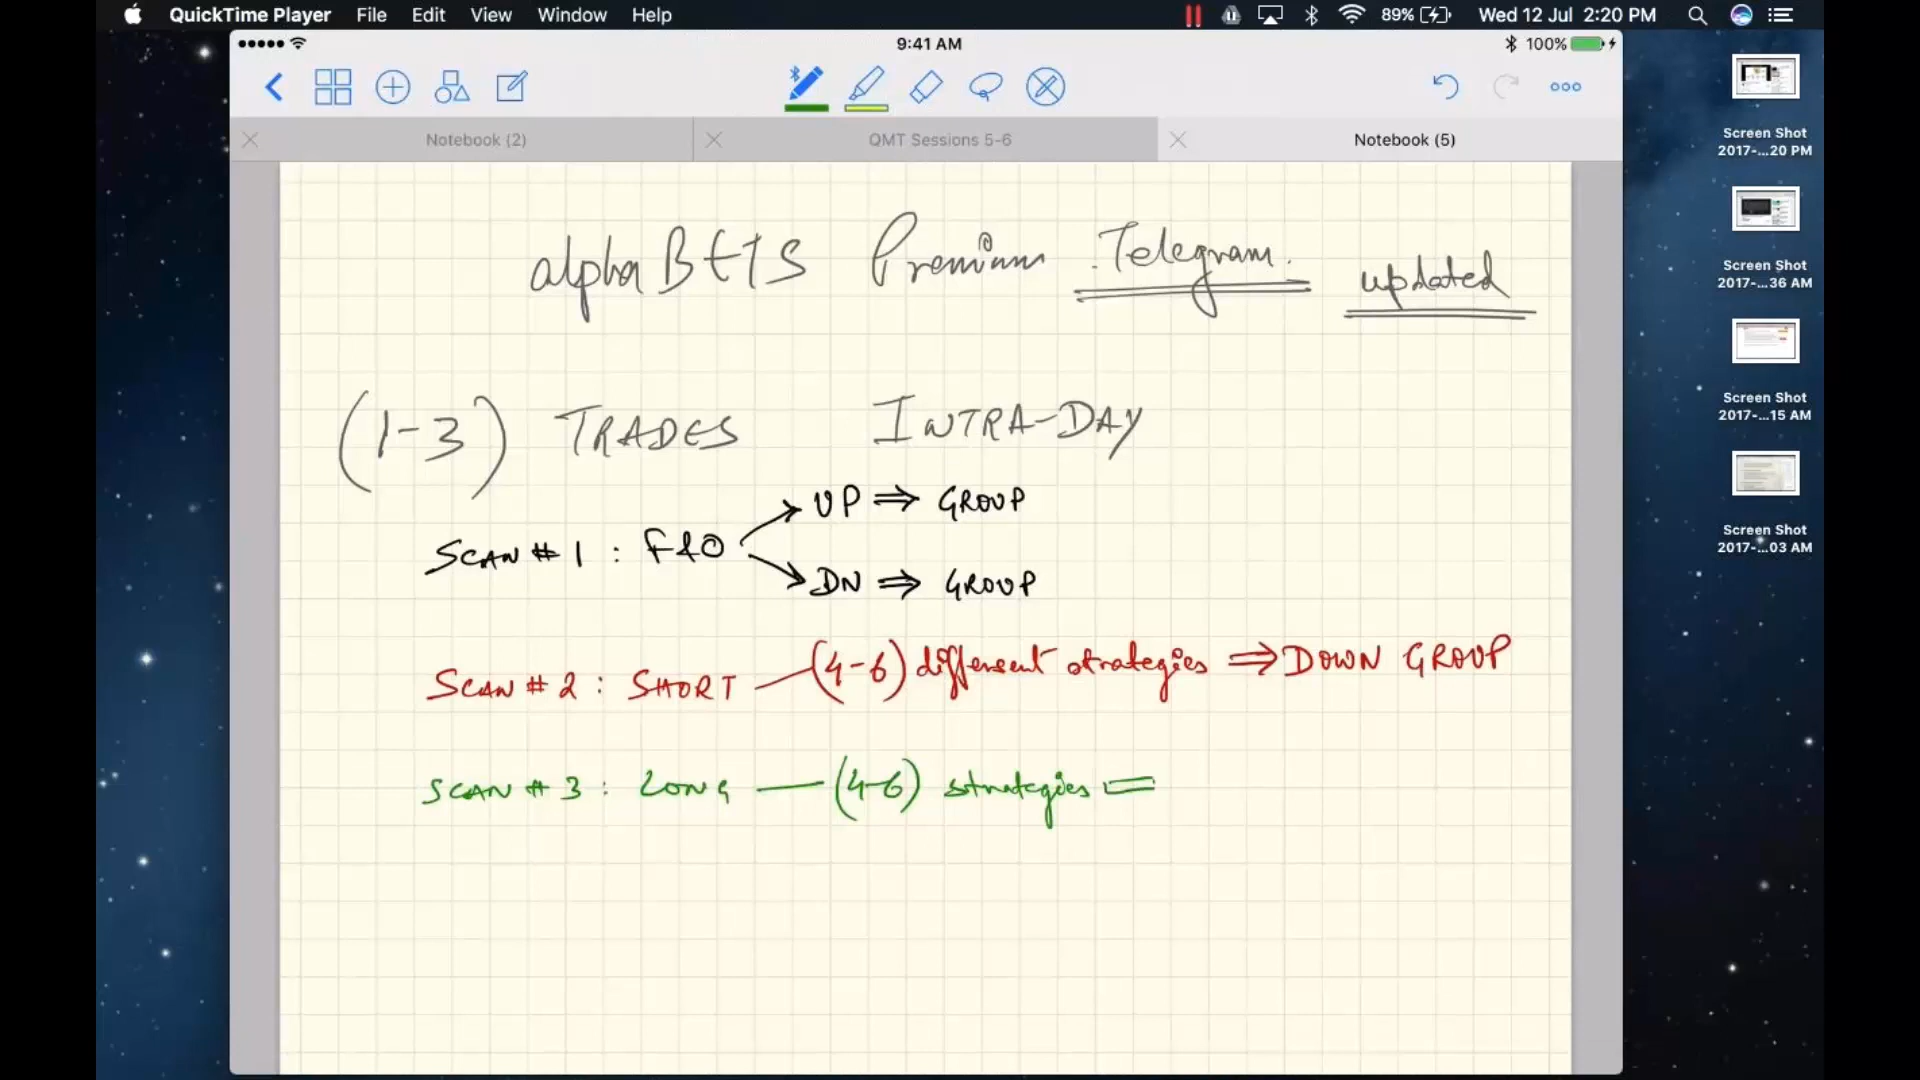 QuickTime Player File Edit View Window Help 89% Wed 12 Jul 2:20 PM
9:41 AM 100%
Notebook (2) QMT Sessions 5-6 Notebook (5)
alphaBETS Premium Telegram updated
(1-3) TRADES INTRA-DAY
UP ⇒ GROUP
SCAN # 1 : F&O
DN ⇒ GROUP
SCAN # 2 : SHORT — (4-6) different strategies ⇒ DOWN GROUP
SCAN # 3 : LONG — (4-6) strategies =
Screen Shot
2017-...20 PM
Screen Shot
2017-...36 AM
Screen Shot
2017-...15 AM
Screen Shot
2017-...03 AM